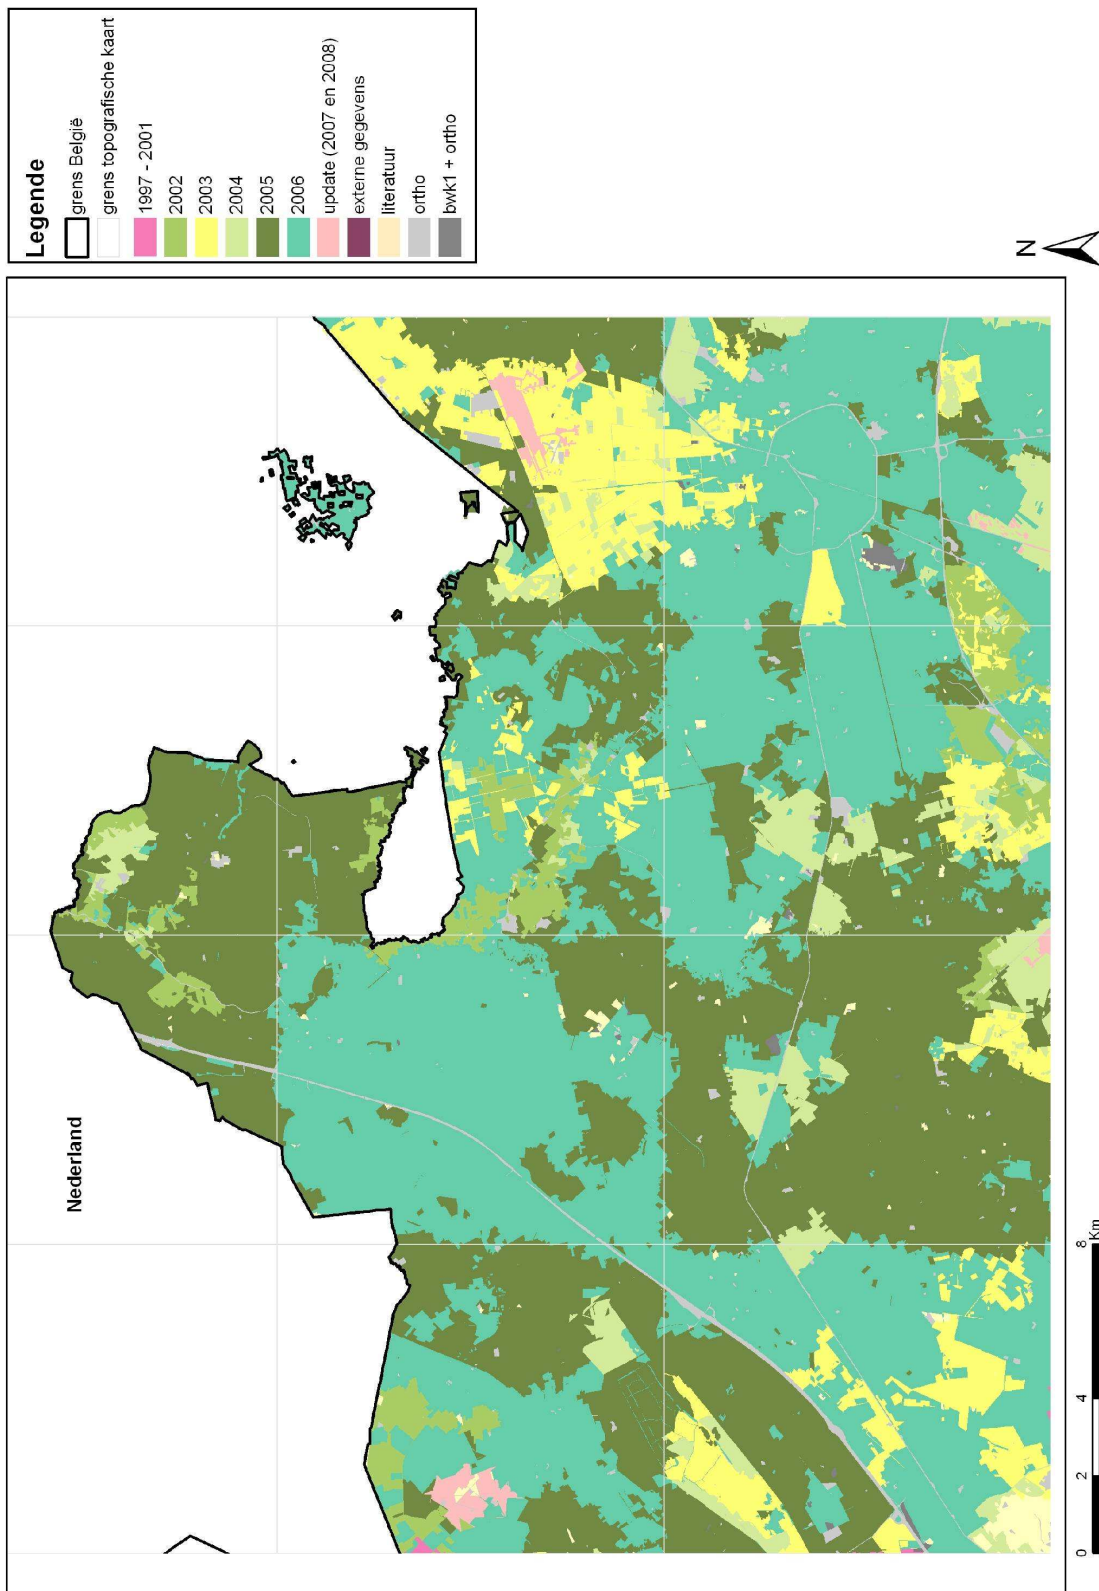 Legende
grens België
grens topografische kaart
1997 - 2001
2002
2003
2004
2005
2006
update (2007 en 2008)
externe gegevens
literatuur
ortho
bwk1 + ortho
N
Nederland
0 2 4 8
Km